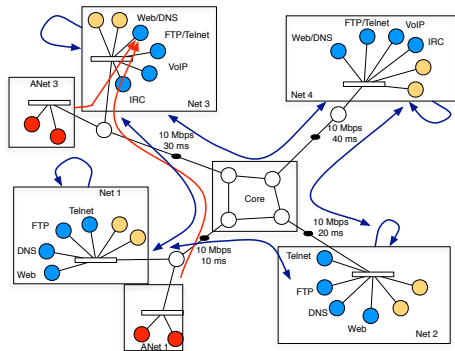 Web/DNS
FTP/Telnet
VoIP
IRC
Net 3
ANet 3
FTP/Telnet
Web/DNS
VoIP
IRC
Net 4
10 Mbps
30 ms
10 Mbps
40 ms
Core
Net 1
Telnet
FTP
DNS
Web
10 Mbps
10 ms
10 Mbps
20 ms
Telnet
FTP
DNS
Web
Net 2
ANet 1